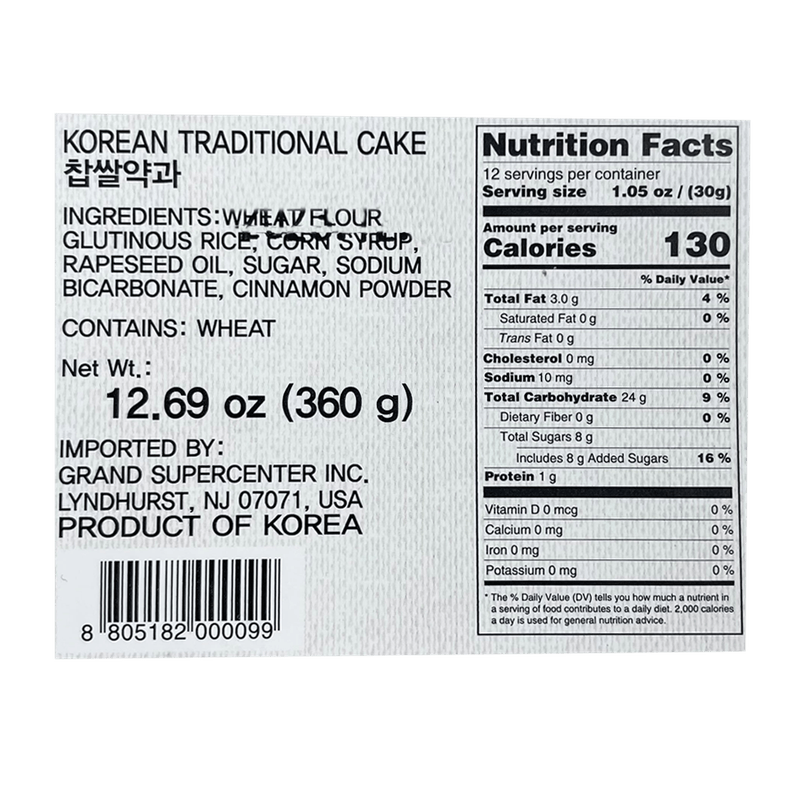 KOREAN TRADITIONAL CAKE
찹쌀약과
INGREDIENTS: WHEAT FLOUR
GLUTINOUS RICE, CORN SYRUP,
RAPESEED OIL, SUGAR, SODIUM
BICARBONATE, CINNAMON POWDER
CONTAINS: WHEAT
Net Wt.:
12.69 oz (360 g)
IMPORTED BY:
GRAND SUPERCENTER INC.
LYNDHURST, NJ 07071, USA
PRODUCT OF KOREA
8 805182 000099
Nutrition Facts
12 servings per container
Serving size 1.05 oz / (30g)
Amount per serving
Calories 130
% Daily Value*
Total Fat 3.0 g 4 %
Saturated Fat 0 g 0 %
Trans Fat 0 g
Cholesterol 0 mg 0 %
Sodium 10 mg 0 %
Total Carbohydrate 24 g 9 %
Dietary Fiber 0 g 0 %
Total Sugars 8 g
Includes 8 g Added Sugars 16 %
Protein 1 g
Vitamin D 0 mcg 0 %
Calcium 0 mg 0 %
Iron 0 mg 0 %
Potassium 0 mg 0 %
* The % Daily Value (DV) tells you how much a nutrient in
a serving of food contributes to a daily diet. 2,000 calories
a day is used for general nutrition advice.